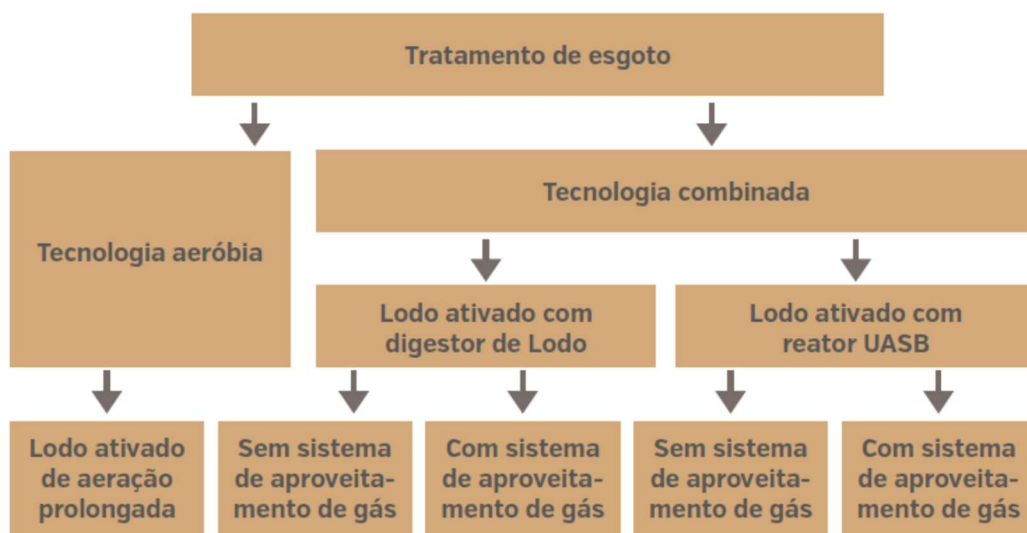 Tratamento de esgoto
Tecnologia aeróbia
Tecnologia combinada
Lodo ativado com
digestor de Lodo
Lodo ativado com
reator UASB
Lodo ativado
de aeração
prolongada
Sem sistema
de aproveita-
mento de gás
Com sistema
de aproveita-
mento de gás
Sem sistema
de aproveita-
mento de gás
Com sistema
de aproveita-
mento de gás